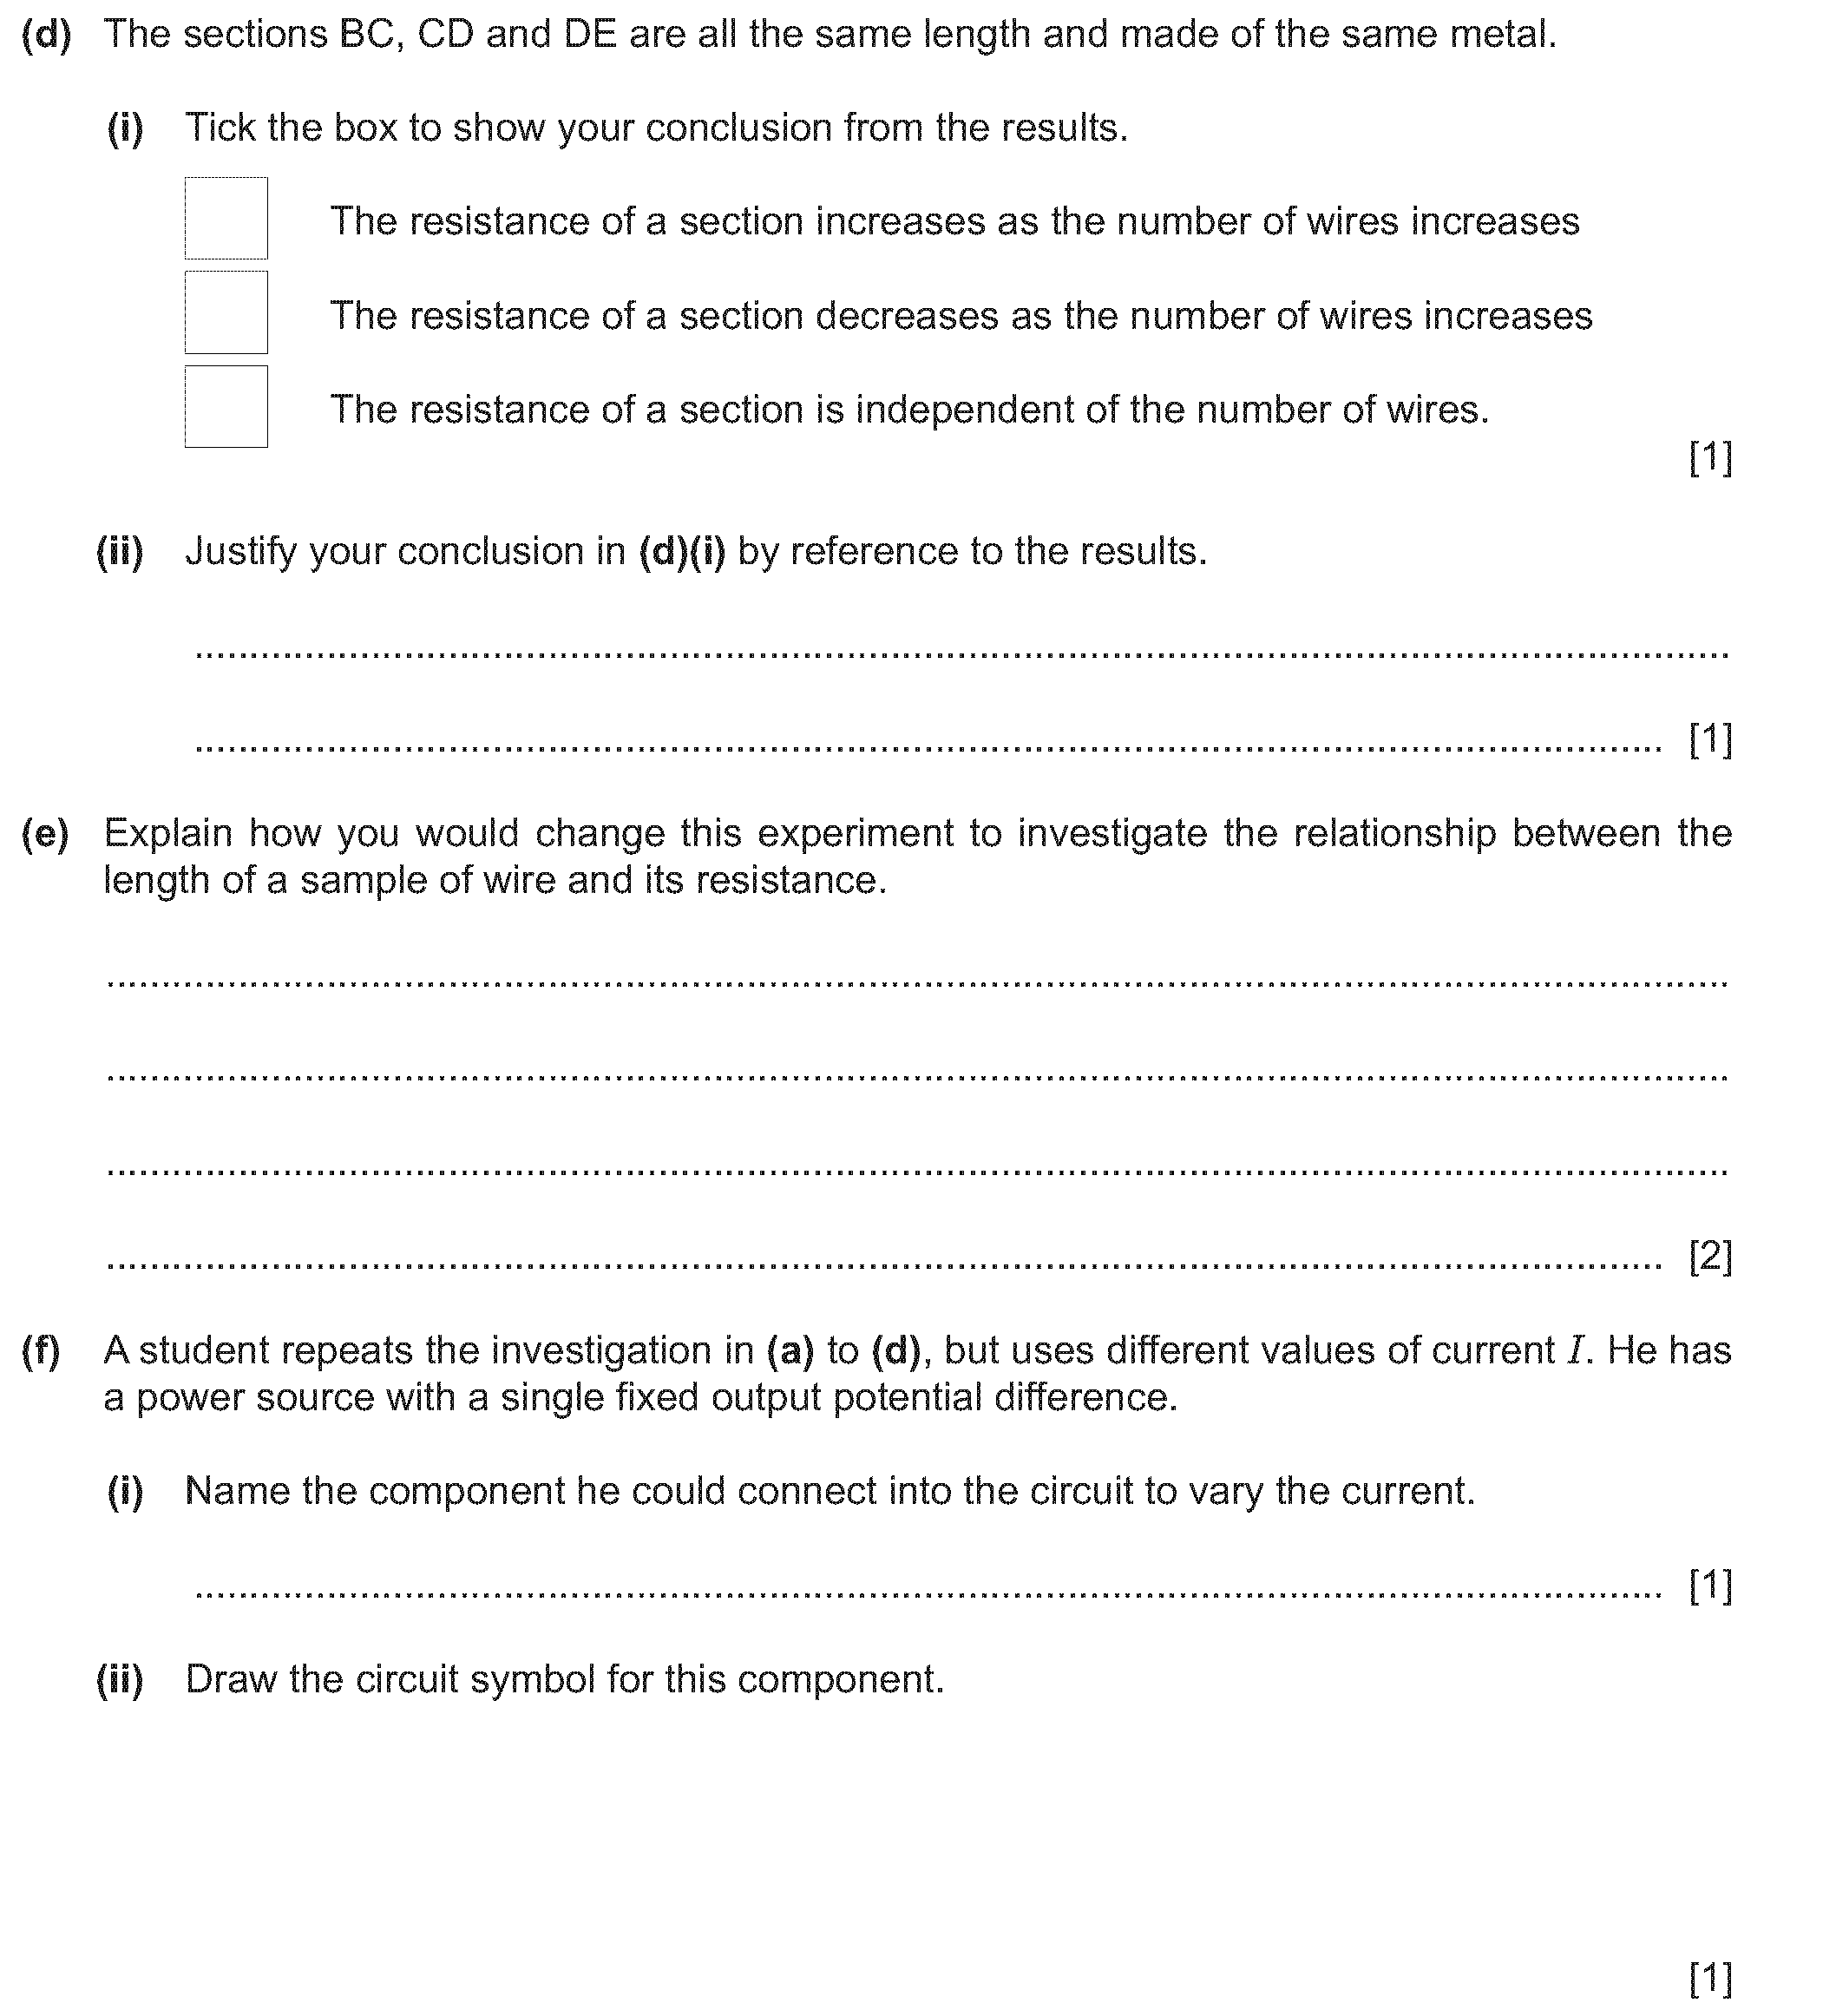 (d) The sections BC, CD and DE are all the same length and made of the same metal.
(i) Tick the box to show your conclusion from the results.
The resistance of a section increases as the number of wires increases
The resistance of a section decreases as the number of wires increases
The resistance of a section is independent of the number of wires.
[1]
(ii) Justify your conclusion in (d)(i) by reference to the results.
[1]
(e) Explain how you would change this experiment to investigate the relationship between the
length of a sample of wire and its resistance.
[2]
(f) A student repeats the investigation in (a) to (d), but uses different values of current I. He has
a power source with a single fixed output potential difference.
(i) Name the component he could connect into the circuit to vary the current.
[1]
(ii) Draw the circuit symbol for this component.
[1]